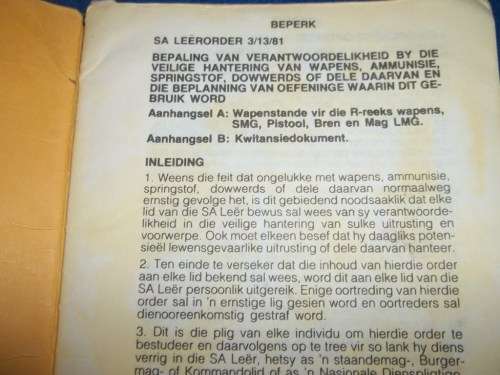 BEPERK
SA LEËRORDER 3/13/81
BEPALING VAN VERANTWOORDELIKHEID BY DIE
VEILIGE HANTERING VAN WAPENS, AMMUNISIE,
SPRINGSTOF, DOWWERDS OF DELE DAARVAN EN
DIE BEPLANNING VAN OEFENINGE WAARIN DIT GE-
BRUIK WORD
Aanhangsel A: Wapenstande vir die R-reeks wapens,
SMG, Pistool, Bren en Mag LMG.
Aanhangsel B: Kwitansiedokument.
INLEIDING
1. Weens die feit dat ongelukke met wapens, ammunisie,
springstof, dowwerds of dele daarvan normaalweg
ernstig gevolge het, is dit gebiedend noodsaaklik dat elke
lid van die SA Leër bewus sal wees van sy verantwoorde-
likheid in die veilige hantering van sulke uitrusting en
voorwerpe. Ook moet elkeen besef dat hy daagliks poten-
sieël lewensgevaarlike uitrusting of dele daarvan hanteer.
2. Ten einde te verseker dat die inhoud van hierdie order
aan elke lid bekend sal wees, word dit aan elke lid van die
SA Leër persoonlik uitgereik. Enige oortreding van hierdie
order sal in 'n ernstige lig gesien word en oortreders sal
dienooreenkomstig gestraf word.
3. Dit is die plig van elke individu om hierdie order te
bestudeer en daarvolgens op te tree vir so lank hy diens
verrig in die SA Leër, hetsy as 'n staandemag-, Burger-
mag- of Kommandolid of as 'n Nasionale Dienspligtige